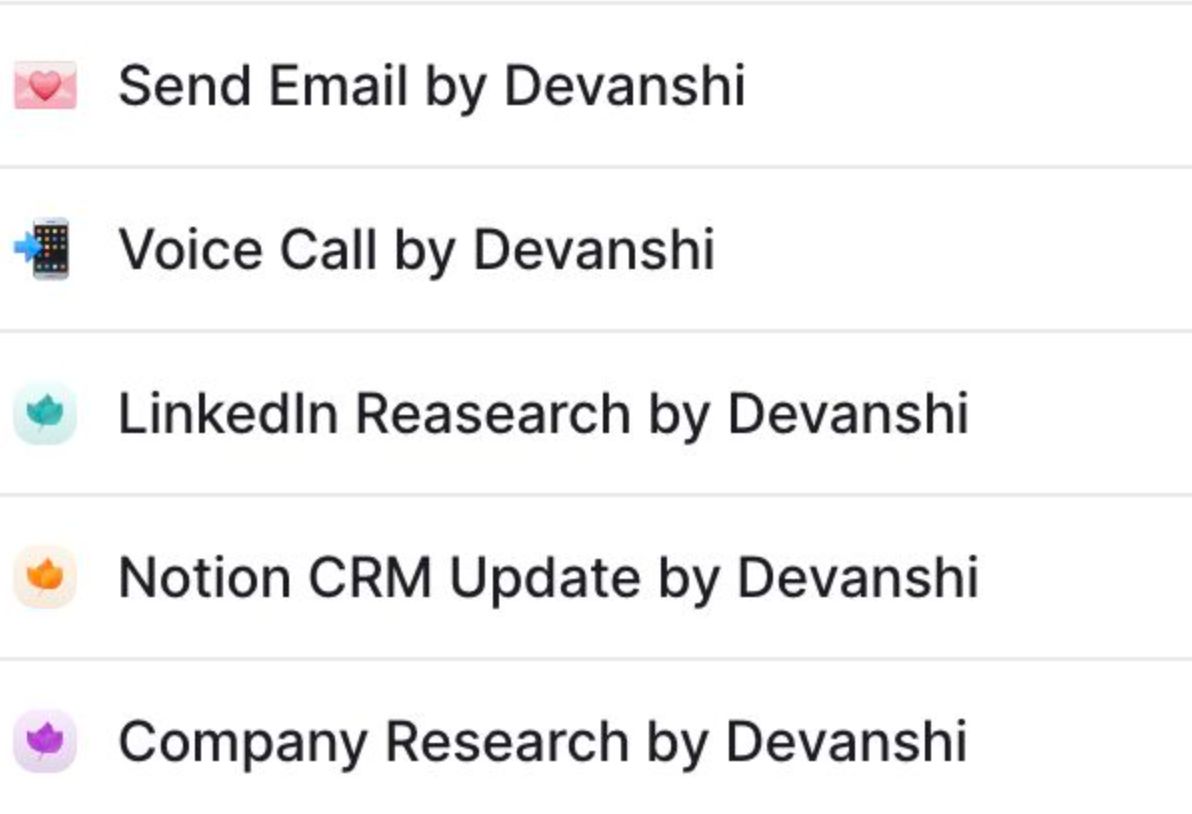 Send Email by Devanshi
Voice Call by Devanshi
LinkedIn Reasearch by Devanshi
Notion CRM Update by Devanshi
Company Research by Devanshi